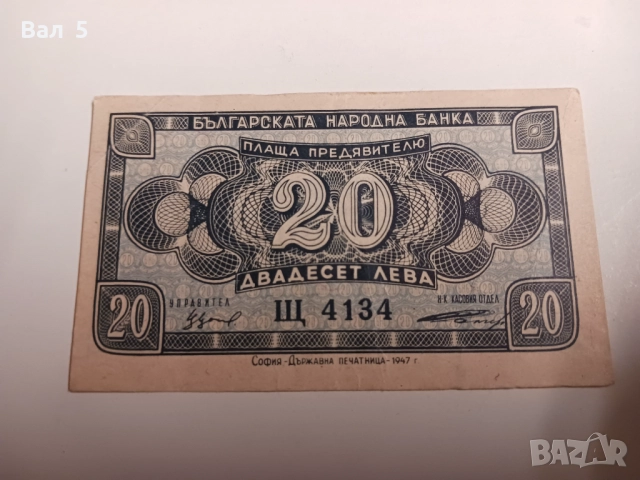 Вал 5
БЪЛГАРСКАТА НАРОДНА БАНКА
ПЛАЩА ПРЕДЯВИТЕЛЮ
20
ДВАДЕСЕТ ЛЕВА
УПРАВИТЕЛ
Н-К КАСОВИЯ ОТДЕЛ
20
ЩЩ 4134
20
СОФИЯ - ДЪРЖАВНА ПЕЧАТНИЦА - 1947 г.
BAZAR